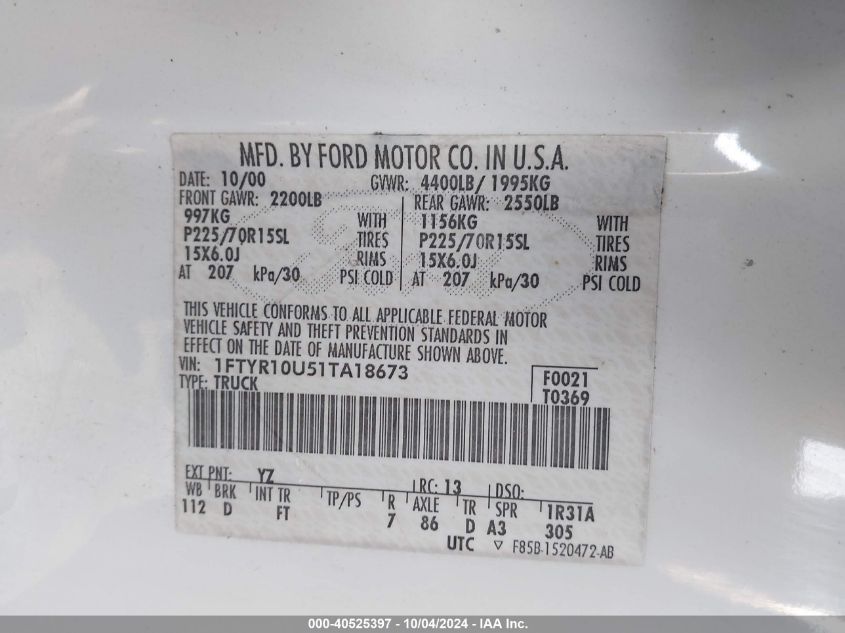 MFD. BY FORD MOTOR CO. IN U.S.A.
DATE: 10/00 GVWR: 4400LB/ 1995KG
FRONT GAWR: 2200LB REAR GAWR: 2550LB
997KG WITH 1156KG WITH
P225/70R15SL TIRES P225/70R15SL TIRES
15X6.0J RIMS 15X6.0J RIMS
AT 207 kPa/30 PSI COLD AT 207 kPa/30 PSI COLD
THIS VEHICLE CONFORMS TO ALL APPLICABLE FEDERAL MOTOR
VEHICLE SAFETY AND THEFT PREVENTION STANDARDS IN
EFFECT ON THE DATE OF MANUFACTURE SHOWN ABOVE.
VIN: 1FTYR10U51TA18673 F0021
TYPE: TRUCK T0369
EXT PNT: YZ RC: 13 DSO:
WB BRK INT TR TP/PS R AXLE TR SPR 1R31A
112 D FT 7 86 D A3 305
UTC ▽ F85B-1520472-AB
000-40525397 - 10/04/2024 - IAA Inc.